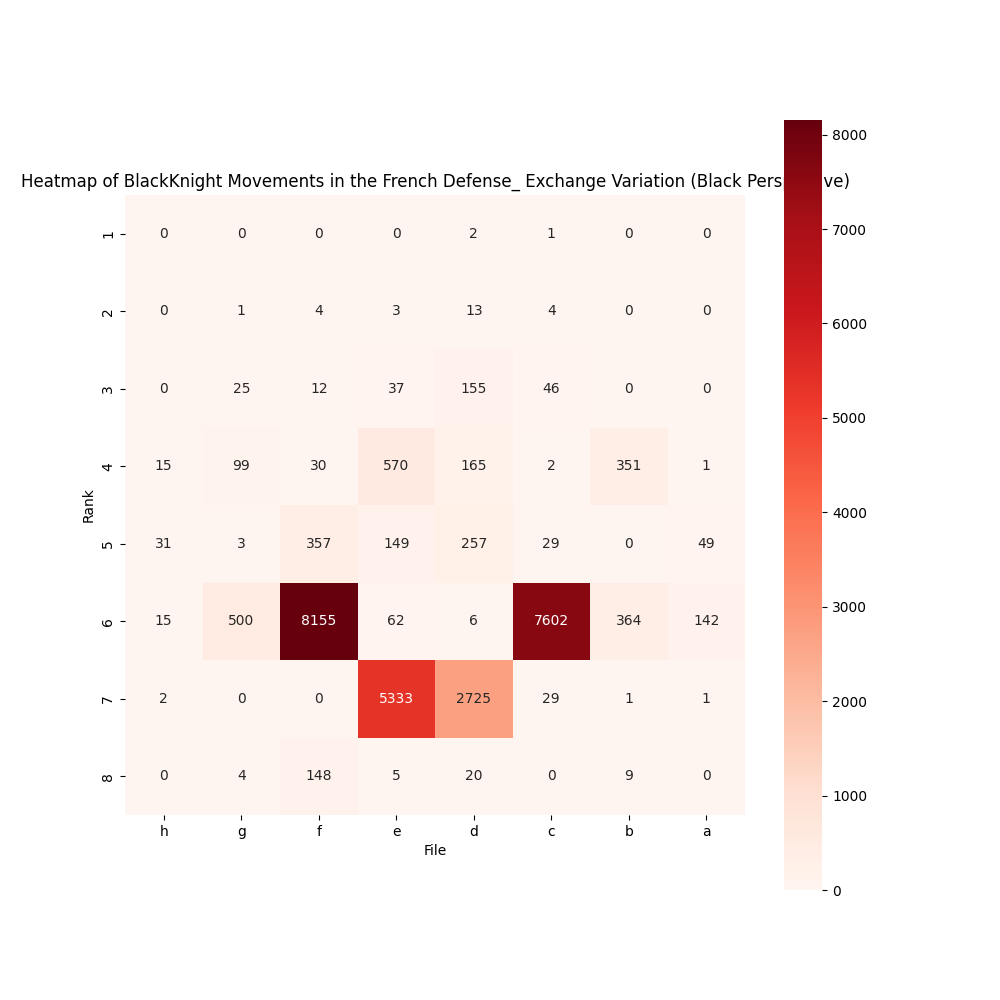 Heatmap of BlackKnight Movements in the French Defense_ Exchange Variation (Black Pers ve)
8000
7000
6000
5000
4000
3000
2000
1000
0
Rank
1 0 0 0 0 2 1 0 0
2 0 1 4 3 13 4 0 0
3 0 25 12 37 155 46 0 0
4 15 99 30 570 165 2 351 1
5 31 3 357 149 257 29 0 49
6 15 500 8155 62 6 7602 364 142
7 2 0 0 5333 2725 29 1 1
8 0 4 148 5 20 0 9 0
h g f e d c b a
File